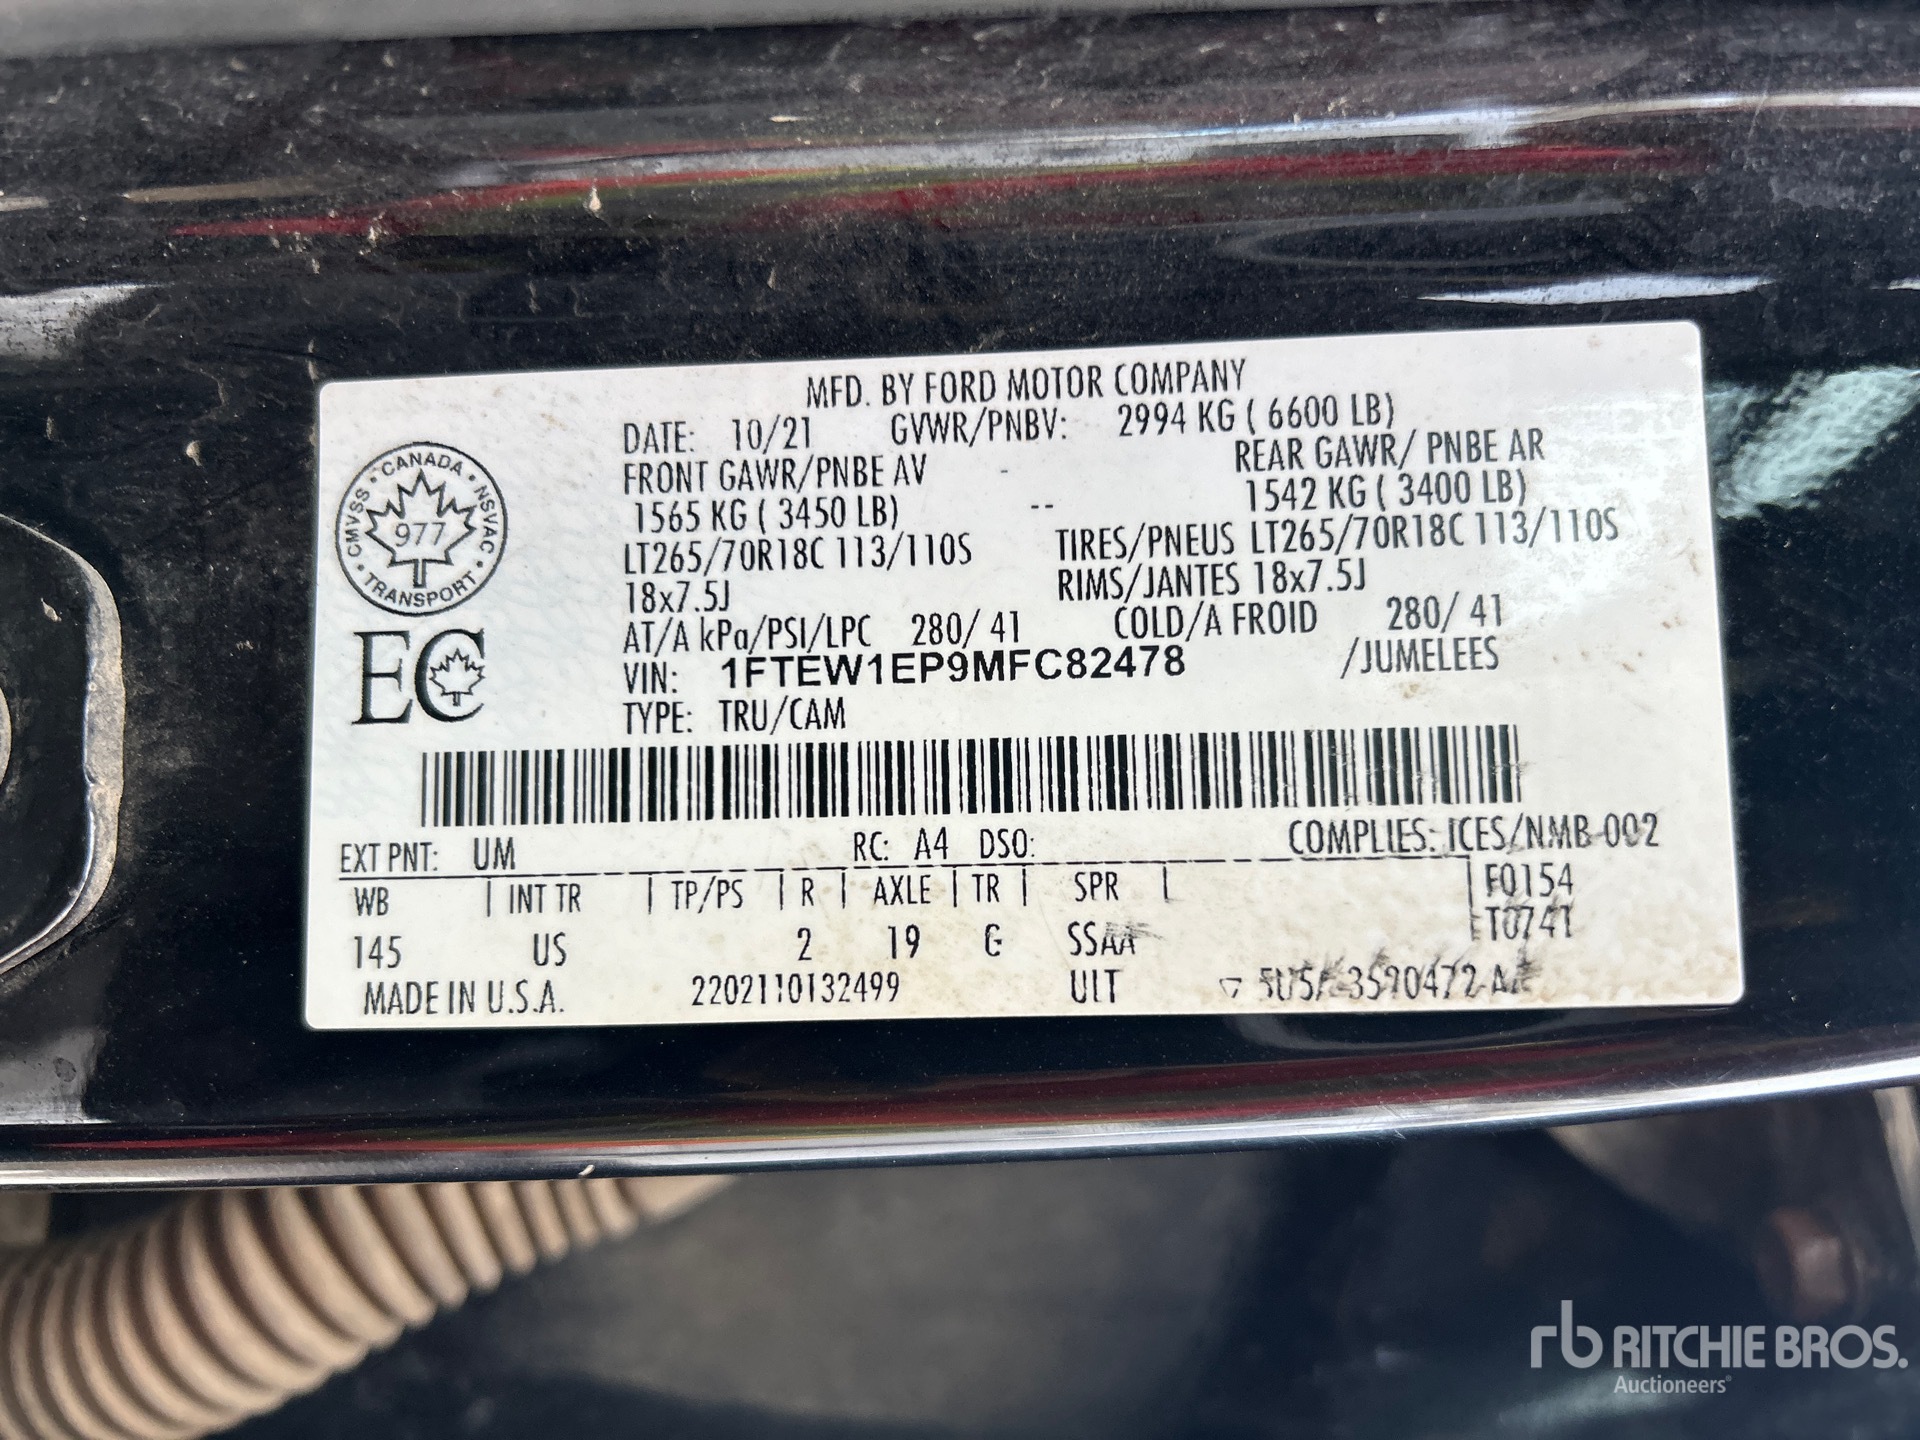 MFD. BY FORD MOTOR COMPANY
DATE: 10/21 GVWR/PNBV: 2994 KG ( 6600 LB)
FRONT GAWR/PNBE AV - REAR GAWR/ PNBE AR
1565 KG ( 3450 LB) -- 1542 KG ( 3400 LB)
LT265/70R18C 113/110S TIRES/PNEUS LT265/70R18C 113/110S
18x7.5J RIMS/JANTES 18x7.5J
AT/A kPa/PSI/LPC 280/ 41 COLD/A FROID 280/ 41
VIN: 1FTEW1EP9MFC82478 /JUMELEES
TYPE: TRU/CAM
CANADA · NSVAC · TRANSPORT · CMVSS ·
977
EC
EXT PNT: UM RC: A4 DSO: COMPLIES: ICES/NMB-002
WB | INT TR | TP/PS | R | AXLE | TR | SPR | F0154
T0741
145 US 2 19 G SSAA
MADE IN U.S.A. 2202110132499 ULT
rb RITCHIE BROS.
Auctioneers